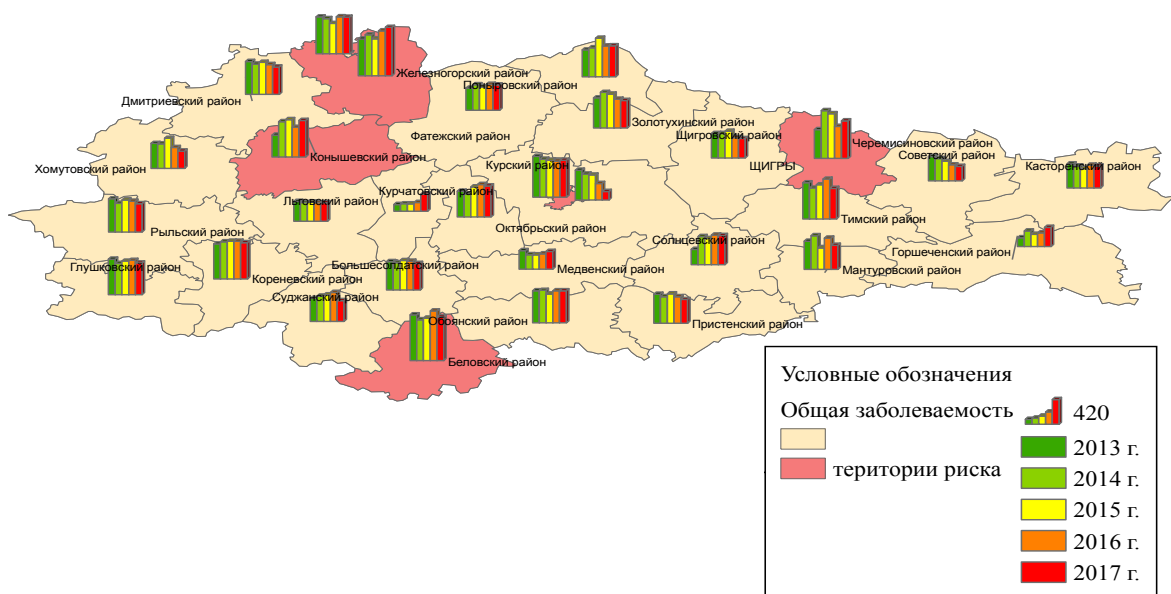 Железногорский район
Поныровский район
Дмитриевский район
Золотухинский район
Фатежский район
Щигровский район
Черемисиновский район
Советский район
Конышевский район
Хомутовский район
Курский район
ЩИГРЫ
Касторенский район
Курчатовский район
Льговский район
Тимский район
Рыльский район
Октябрьский район
Солнцевский район
Горшеченский район
Глушковский район
Большесолдатский район
Медвенский район
Мантуровский район
Кореневский район
Суджанский район
Обоянский район
Пристенский район
Беловский район
Условные обозначения
Общая заболеваемость
420
2013 г.
територии риска
2014 г.
2015 г.
2016 г.
2017 г.